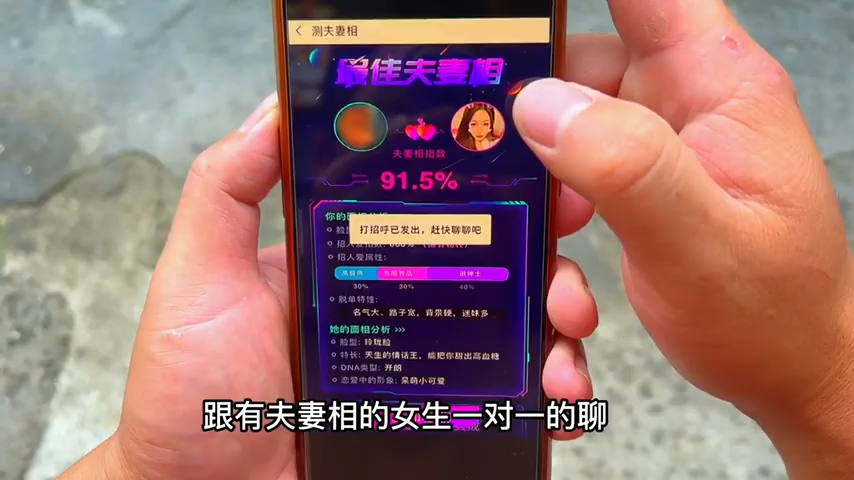 测夫妻相
最佳夫妻相
夫妻相指数
91.5%
你的面相分析
打招呼已发出，赶快聊聊吧
招人爱属性:
30%
30%
40%
脱单特性:
名气大、路子宽，背景硬，迷妹多
她的面相分析 >>>
脸型: 玲珑脸
特长: 天生的情话王，能把你甜出高血糖
DNA类型: 开朗
恋爱中的形象: 呆萌小可爱
跟有夫妻相的女生一对一的聊